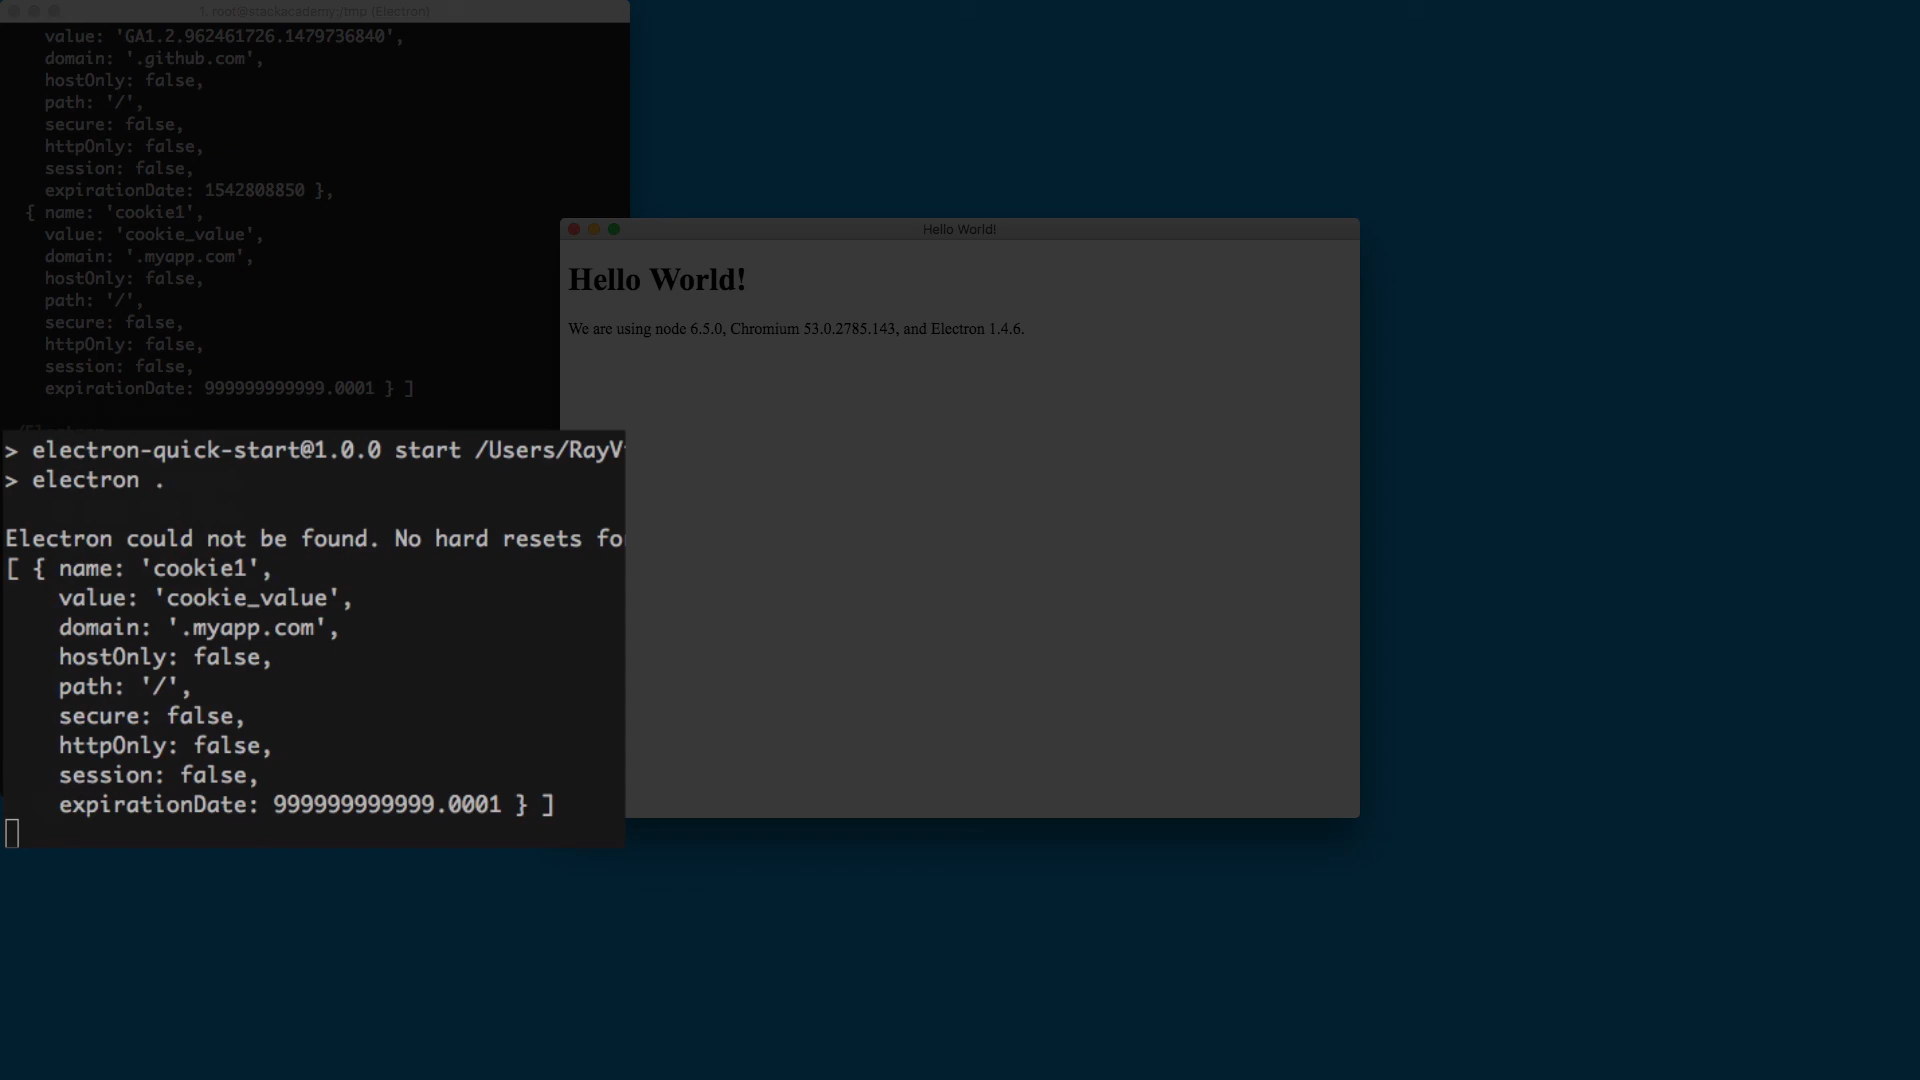 1. root@stackacademy:/tmp (Electron)
value: 'GA1.2.962461726.1479736840',
domain: '.github.com',
hostOnly: false,
path: '/',
secure: false,
httpOnly: false,
session: false,
expirationDate: 1542808850 },
{ name: 'cookie1',
value: 'cookie_value',
domain: '.myapp.com',
hostOnly: false,
path: '/',
secure: false,
httpOnly: false,
session: false,
expirationDate: 999999999999.0001 } ]
> electron-quick-start@1.0.0 start /Users/RayV
> electron .
Electron could not be found. No hard resets fo
[ { name: 'cookie1',
value: 'cookie_value',
domain: '.myapp.com',
hostOnly: false,
path: '/',
secure: false,
httpOnly: false,
session: false,
expirationDate: 999999999999.0001 } ]
Hello World!
Hello World!
We are using node 6.5.0, Chromium 53.0.2785.143, and Electron 1.4.6.